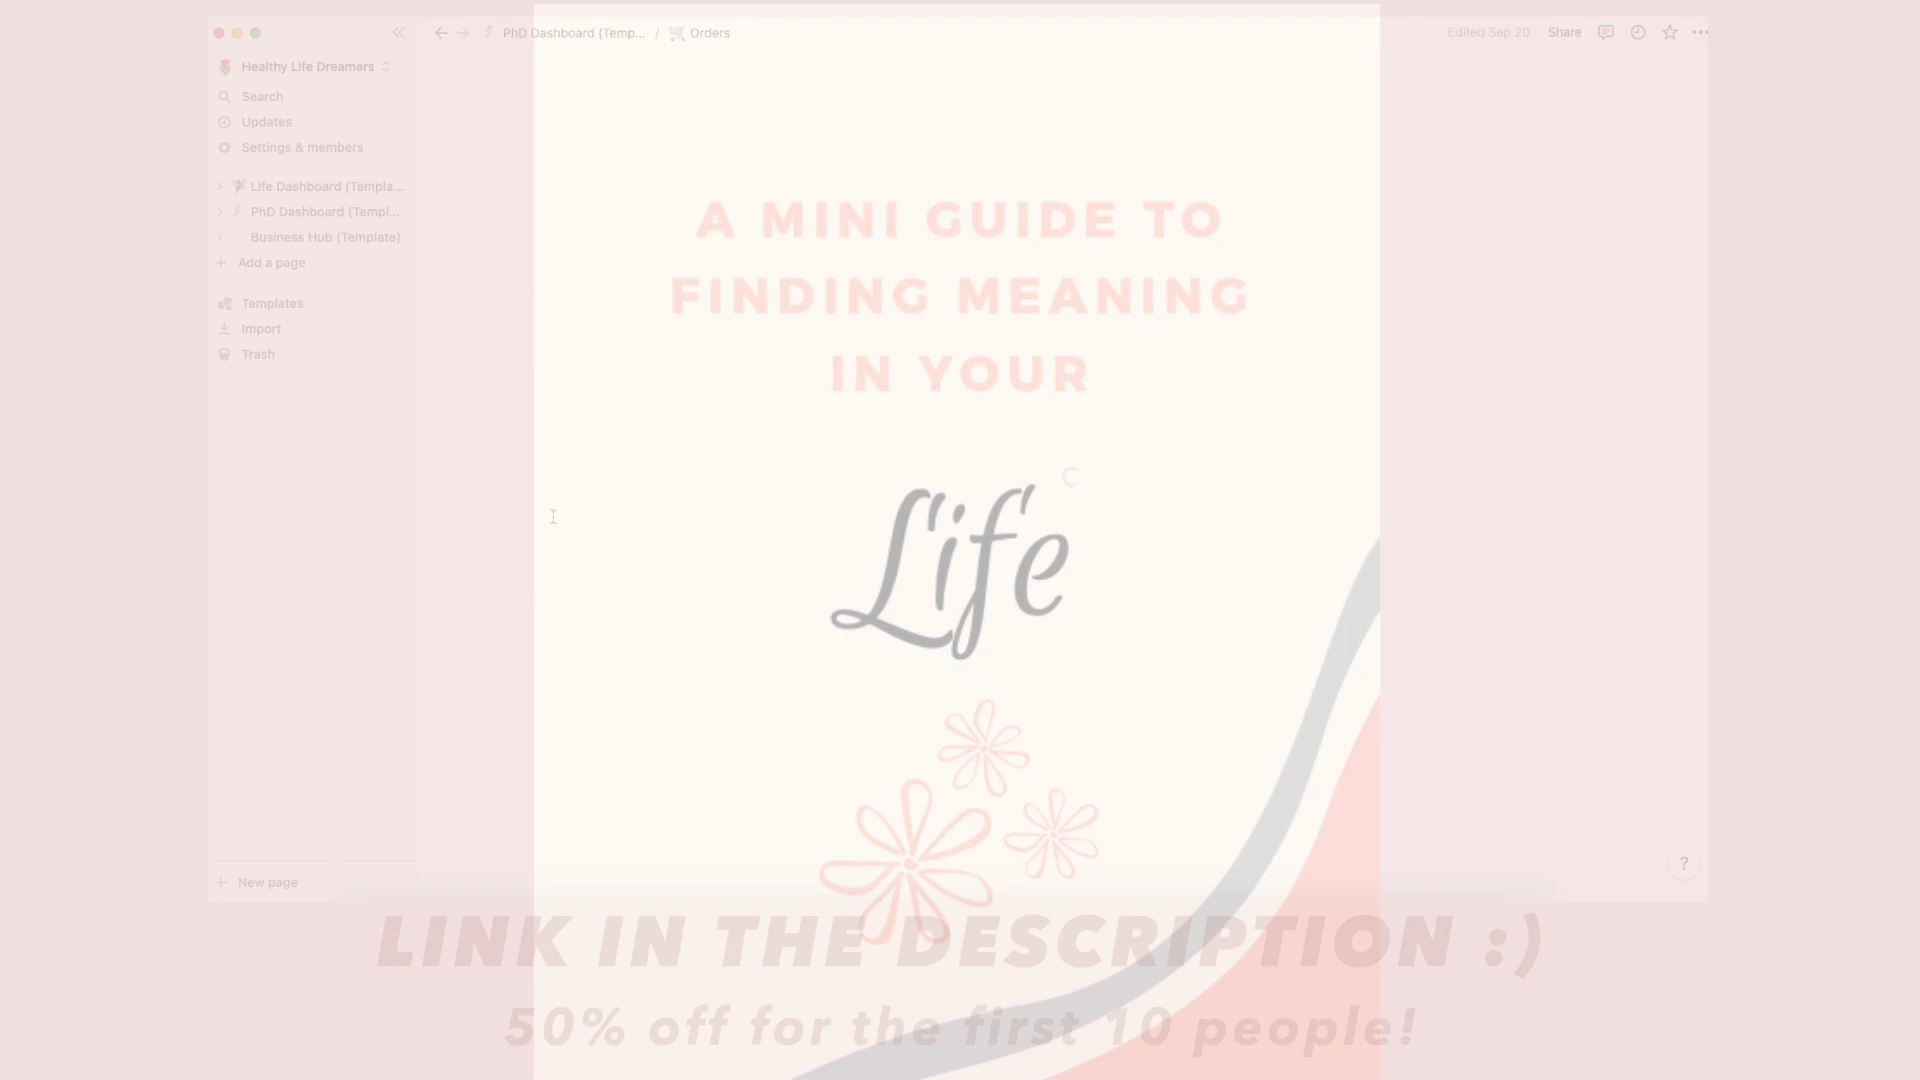 PhD Dashboard (Temp... / Orders
Edited Sep 20 Share
Healthy Life Dreamers
Search
Updates
Settings & members
Life Dashboard (Templa...
PhD Dashboard (Templ...
Business Hub (Template)
Add a page
Templates
Import
Trash
New page
A MINI GUIDE TO
FINDING MEANING
IN YOUR
Life
?
LINK IN THE DESCRIPTION :)
50% off for the first 10 people!